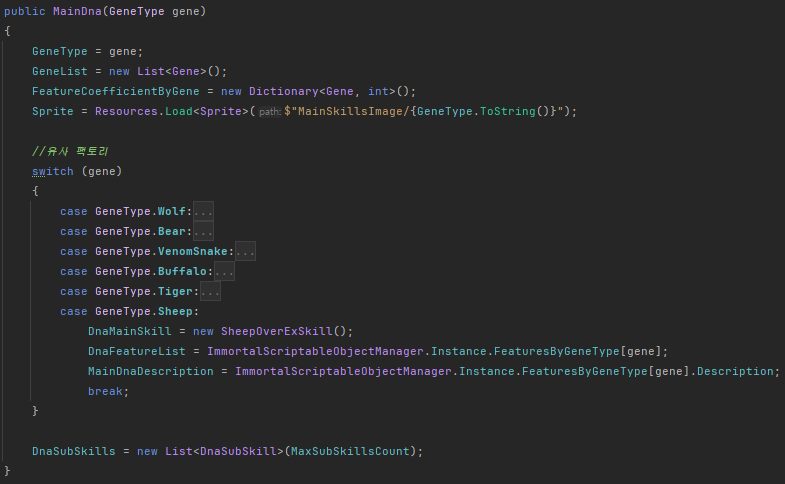 public MainDna(GeneType gene)
{
    GeneType = gene;
    GeneList = new List<Gene>();
    FeatureCoefficientByGene = new Dictionary<Gene, int>();
    Sprite = Resources.Load<Sprite>( path: $"MainSkillsImage/{GeneType.ToString()}");

    //유사 팩토리
    switch (gene)
    {
        case GeneType.Wolf:...
        case GeneType.Bear:...
        case GeneType.VenomSnake:...
        case GeneType.Buffalo:...
        case GeneType.Tiger:...
        case GeneType.Sheep:
            DnaMainSkill = new SheepOverExSkill();
            DnaFeatureList = ImmortalScriptableObjectManager.Instance.FeaturesByGeneType[gene];
            MainDnaDescription = ImmortalScriptableObjectManager.Instance.FeaturesByGeneType[gene].Description;
            break;
    }

    DnaSubSkills = new List<DnaSubSkill>(MaxSubSkillsCount);
}